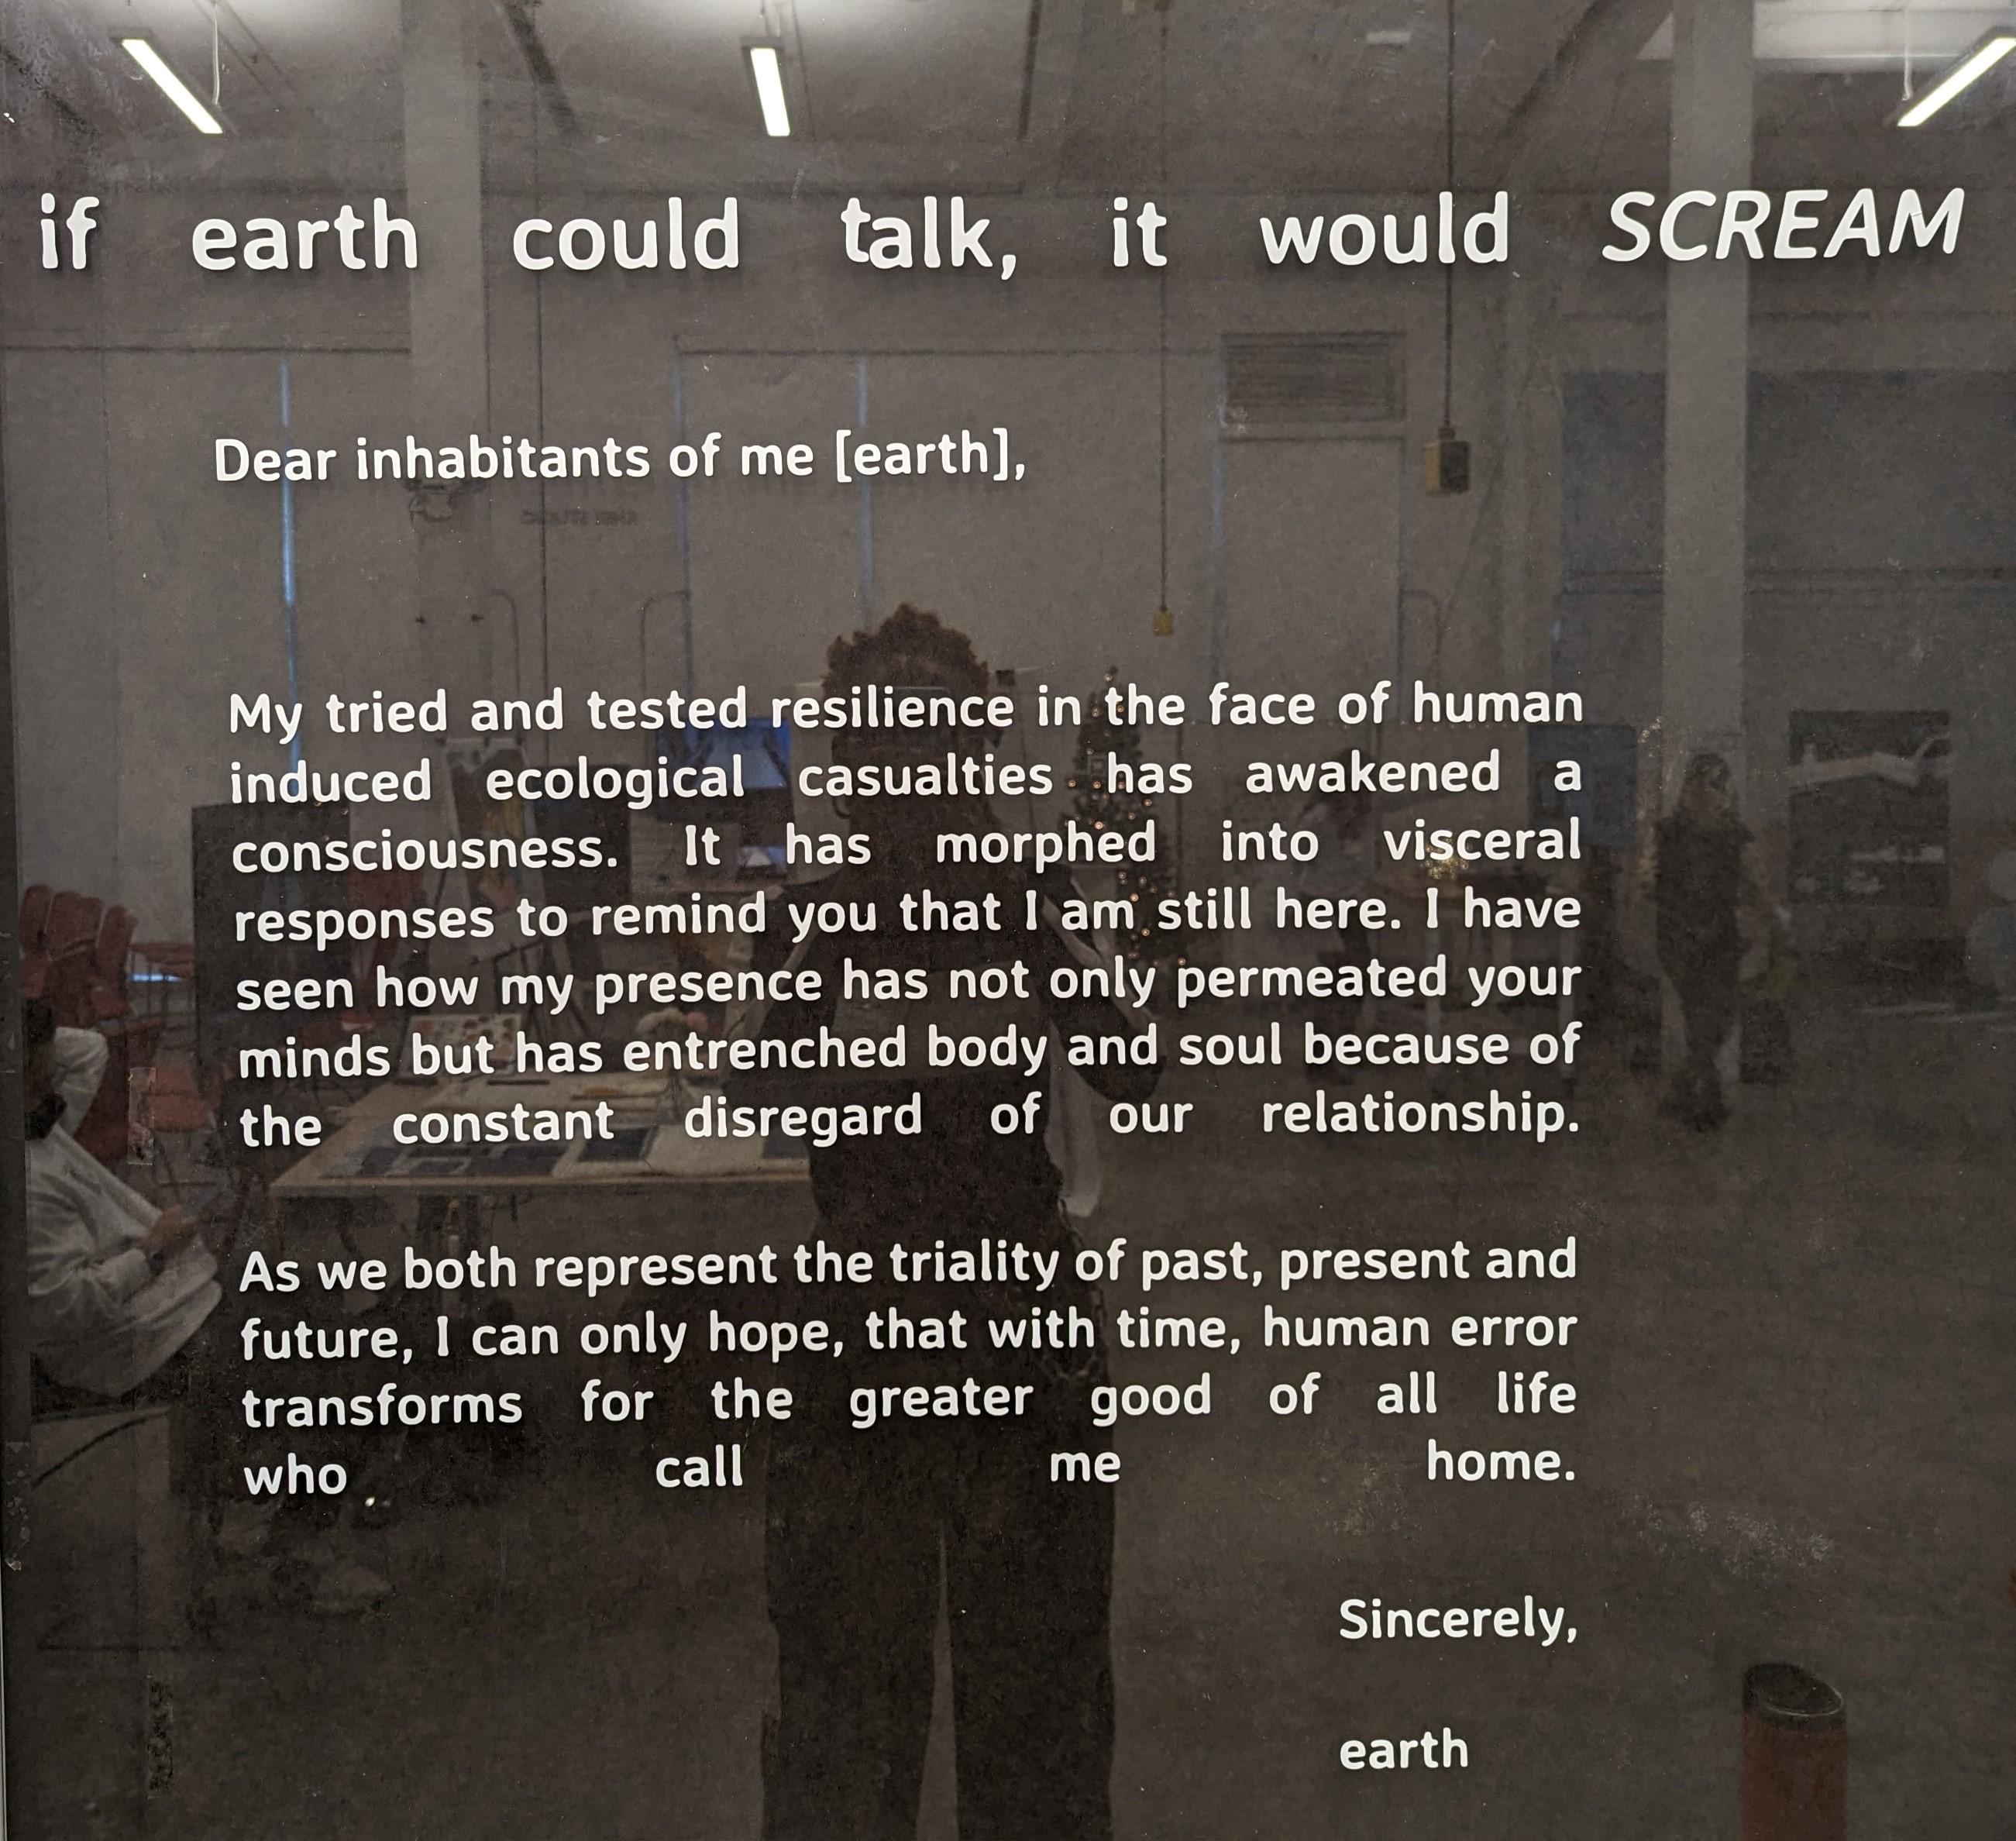 if earth could talk, it would SCREAM
Dear inhabitants of me [earth],
My tried and tested resilience in the face of human
induced ecological casualties has awakened a
consciousness. It has morphed into visceral
responses to remind you that I am still here. I have
seen how my presence has not only permeated your
minds but has entrenched body and soul because of
the constant disregard of our relationship.
As we both represent the triality of past, present and
future, I can only hope, that with time, human error
transforms for the greater good of all life
who call me home.
Sincerely,
earth